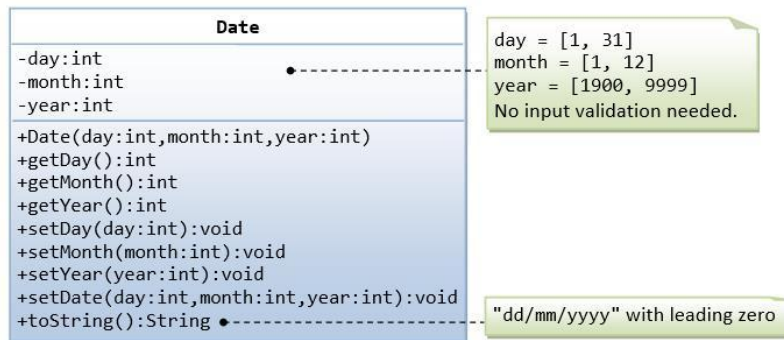 Date
-day:int
-month:int
-year:int
+Date(day:int,month:int,year:int)
+getDay():int
+getMonth():int
+getYear():int
+setDay(day:int):void
+setMonth(month:int):void
+setYear(year:int):void
+setDate(day:int,month:int,year:int):void
+toString():String
day = [1, 31]
month = [1, 12]
year = [1900, 9999]
No input validation needed.
"dd/mm/yyyy" with leading zero